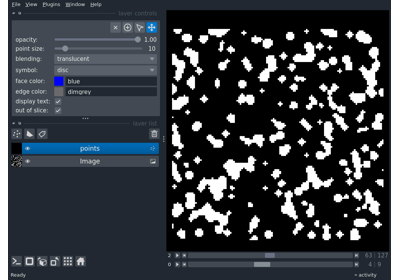 File View Plugins Window Help
layer controls
opacity: 1.00
point size: 10
blending: translucent
symbol: disc
face color: blue
edge color: dimgrey
display text:
out of slice:
layer list
points
Image
2 63 127
0 4 9
Ready activity